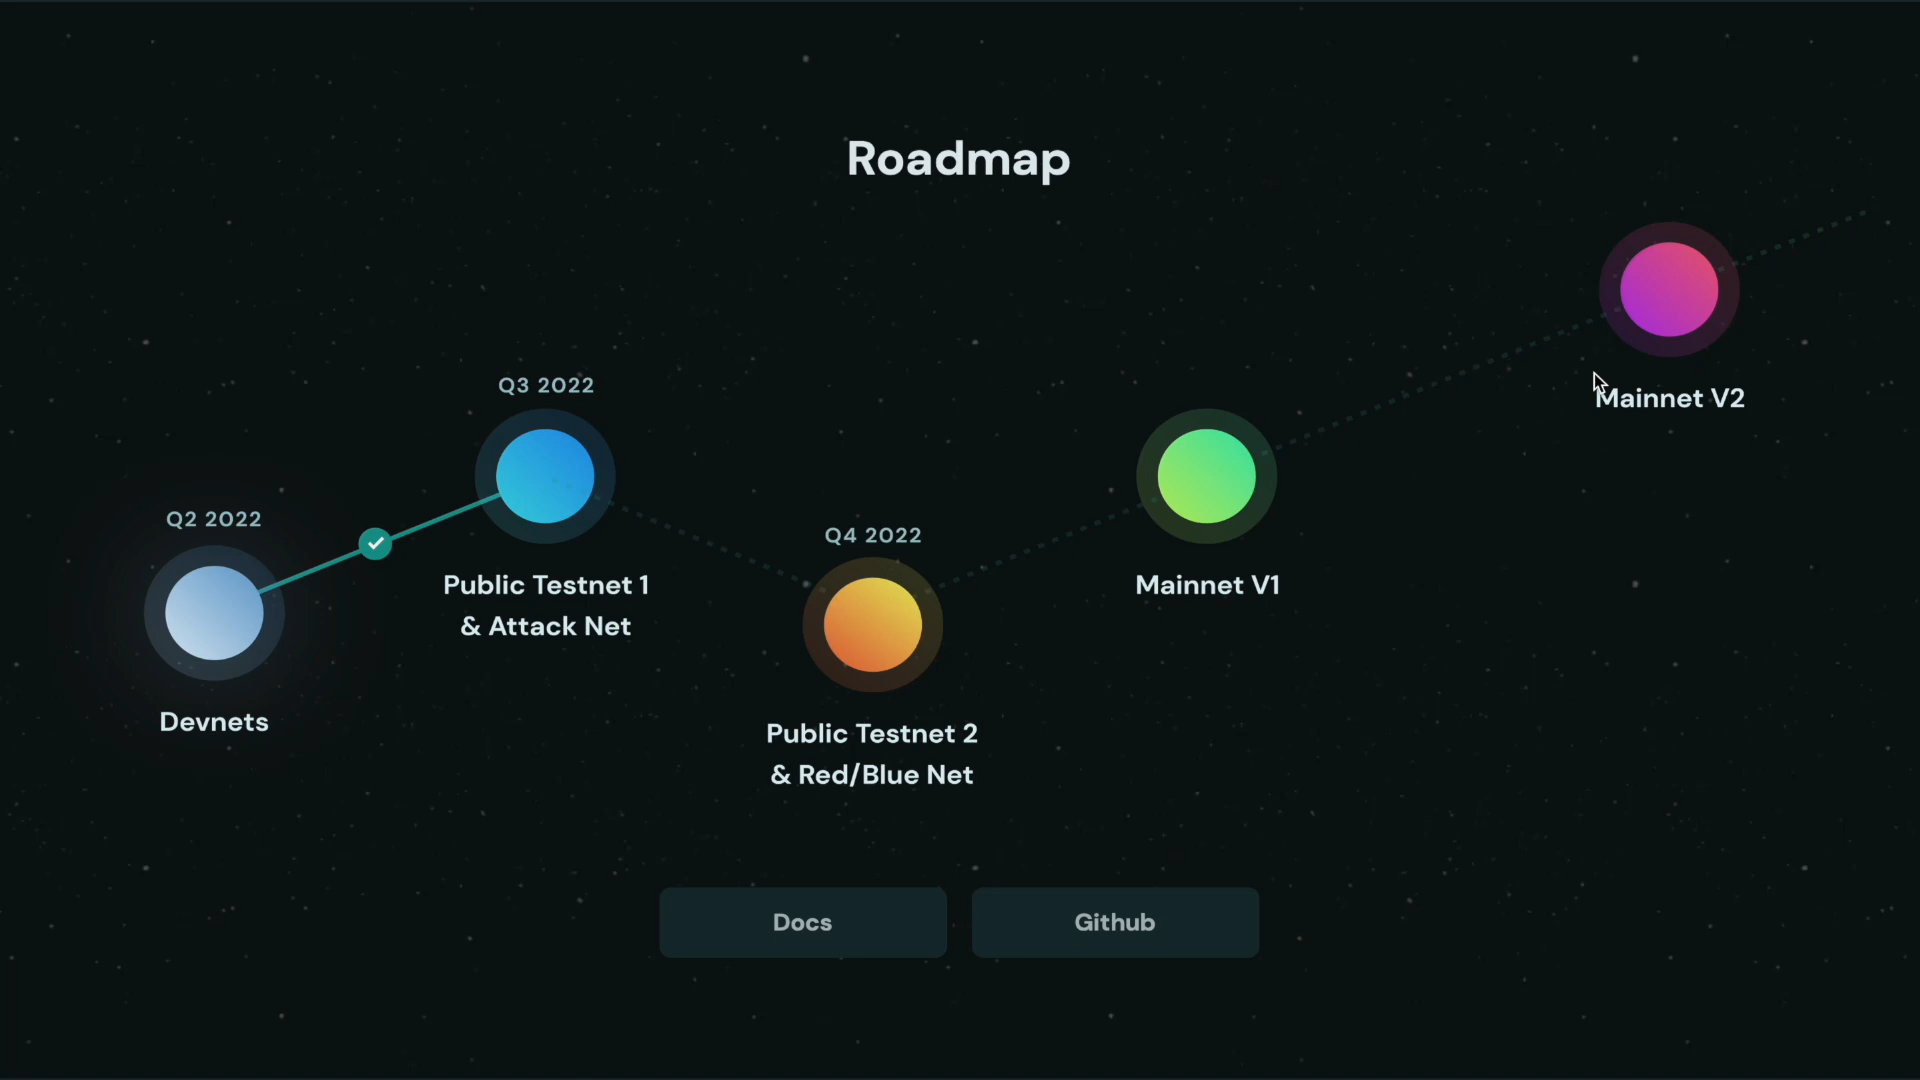 Roadmap
Q2 2022
Devnets
Q3 2022
Public Testnet 1
& Attack Net
Q4 2022
Public Testnet 2
& Red/Blue Net
Mainnet V1
Mainnet V2
Docs
Github